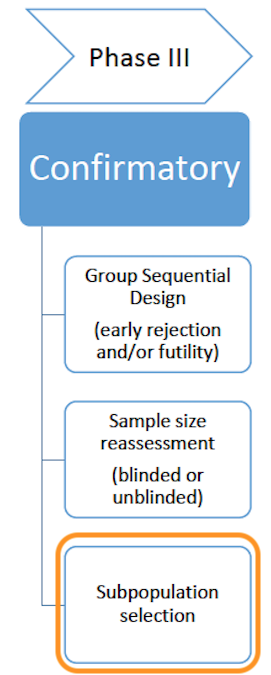 Phase III
Confirmatory
Group Sequential
Design
(early rejection
and/or futility)
Sample size
reassessment
(blinded or
unblinded)
Subpopulation
selection